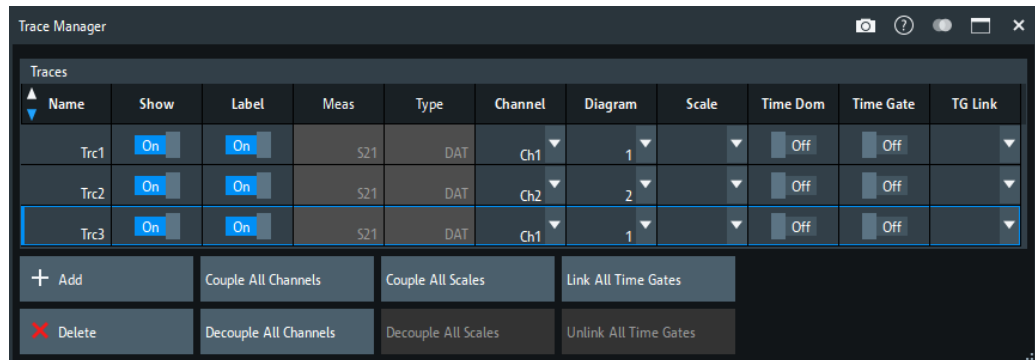 Trace Manager
Traces
Name Show Label Meas Type Channel Diagram Scale Time Dom Time Gate TG Link
Trc1 On On S21 DAT Ch1 1 Off Off
Trc2 On On S21 DAT Ch2 2 Off Off
Trc3 On On S21 DAT Ch1 1 Off Off
Add Couple All Channels Couple All Scales Link All Time Gates
Delete Decouple All Channels Decouple All Scales Unlink All Time Gates